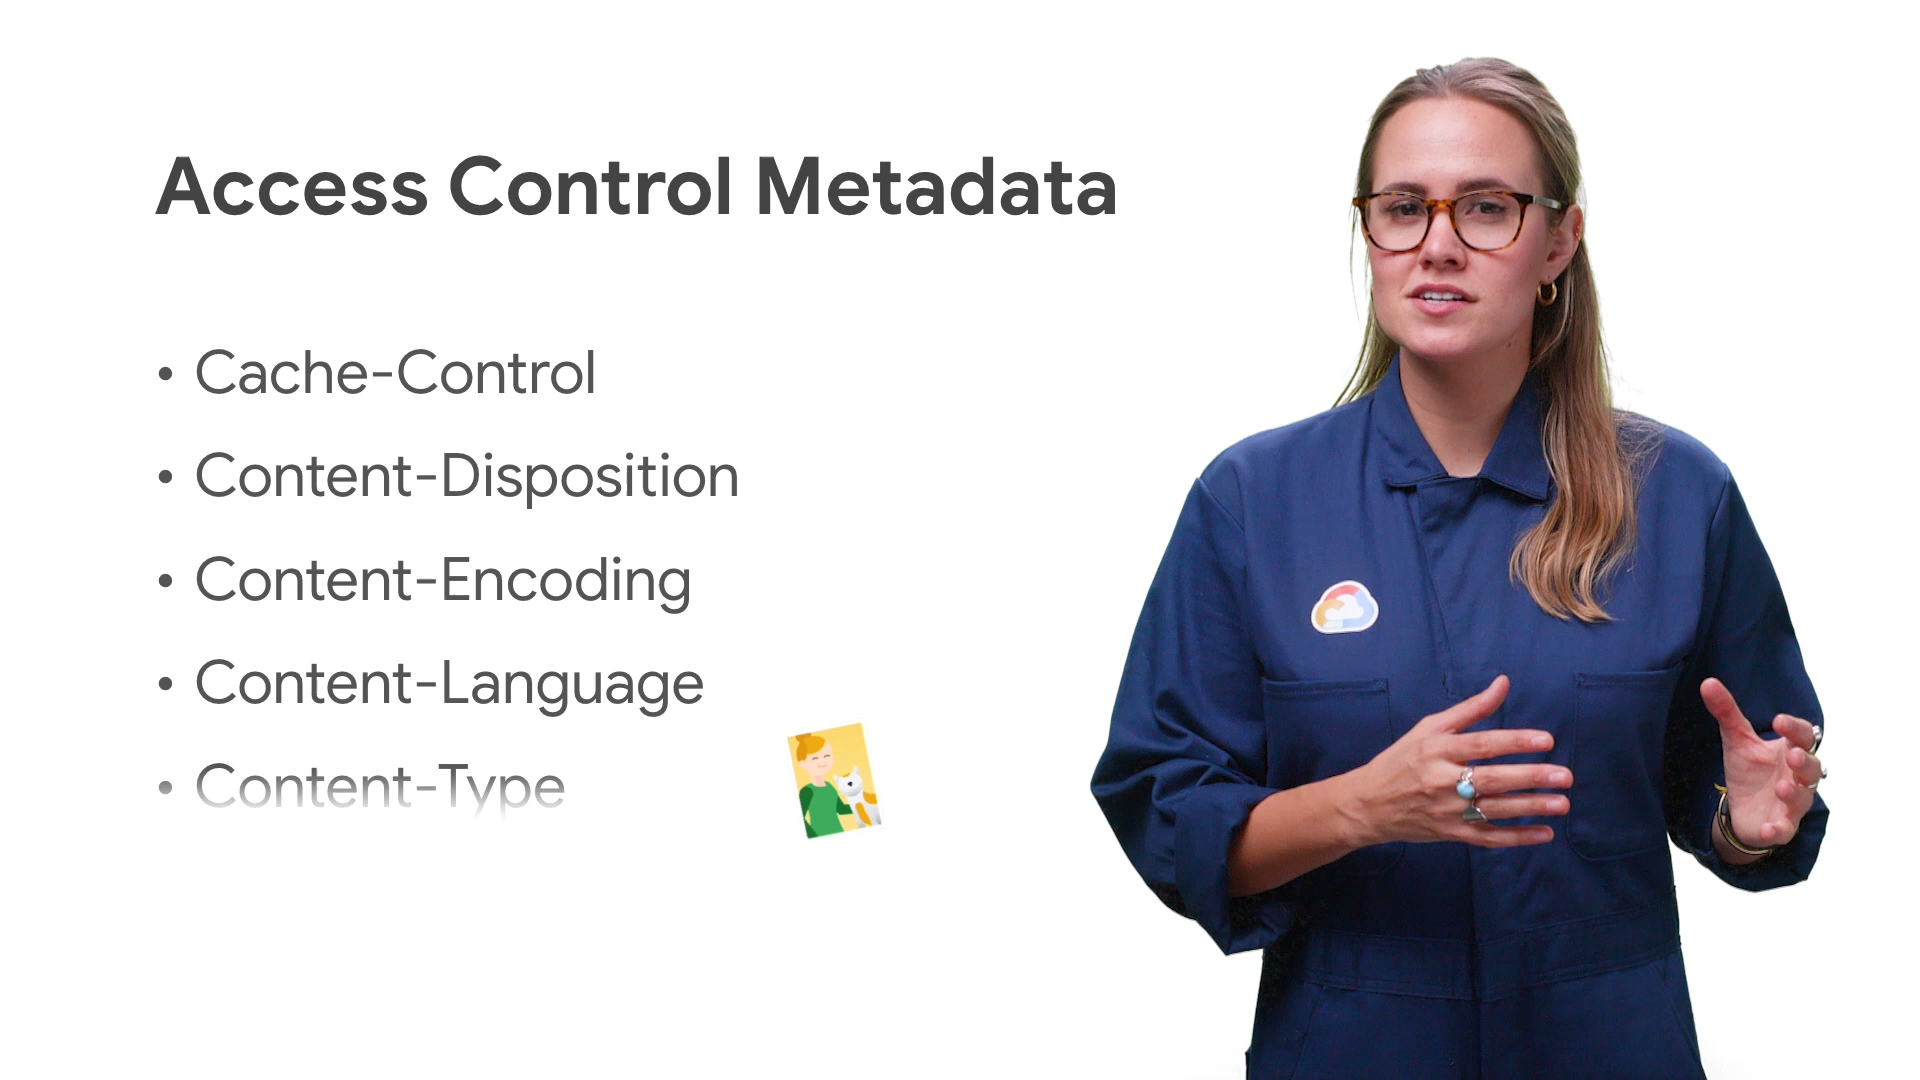 Access Control Metadata
• Cache-Control
• Content-Disposition
• Content-Encoding
• Content-Language
• Content-Type